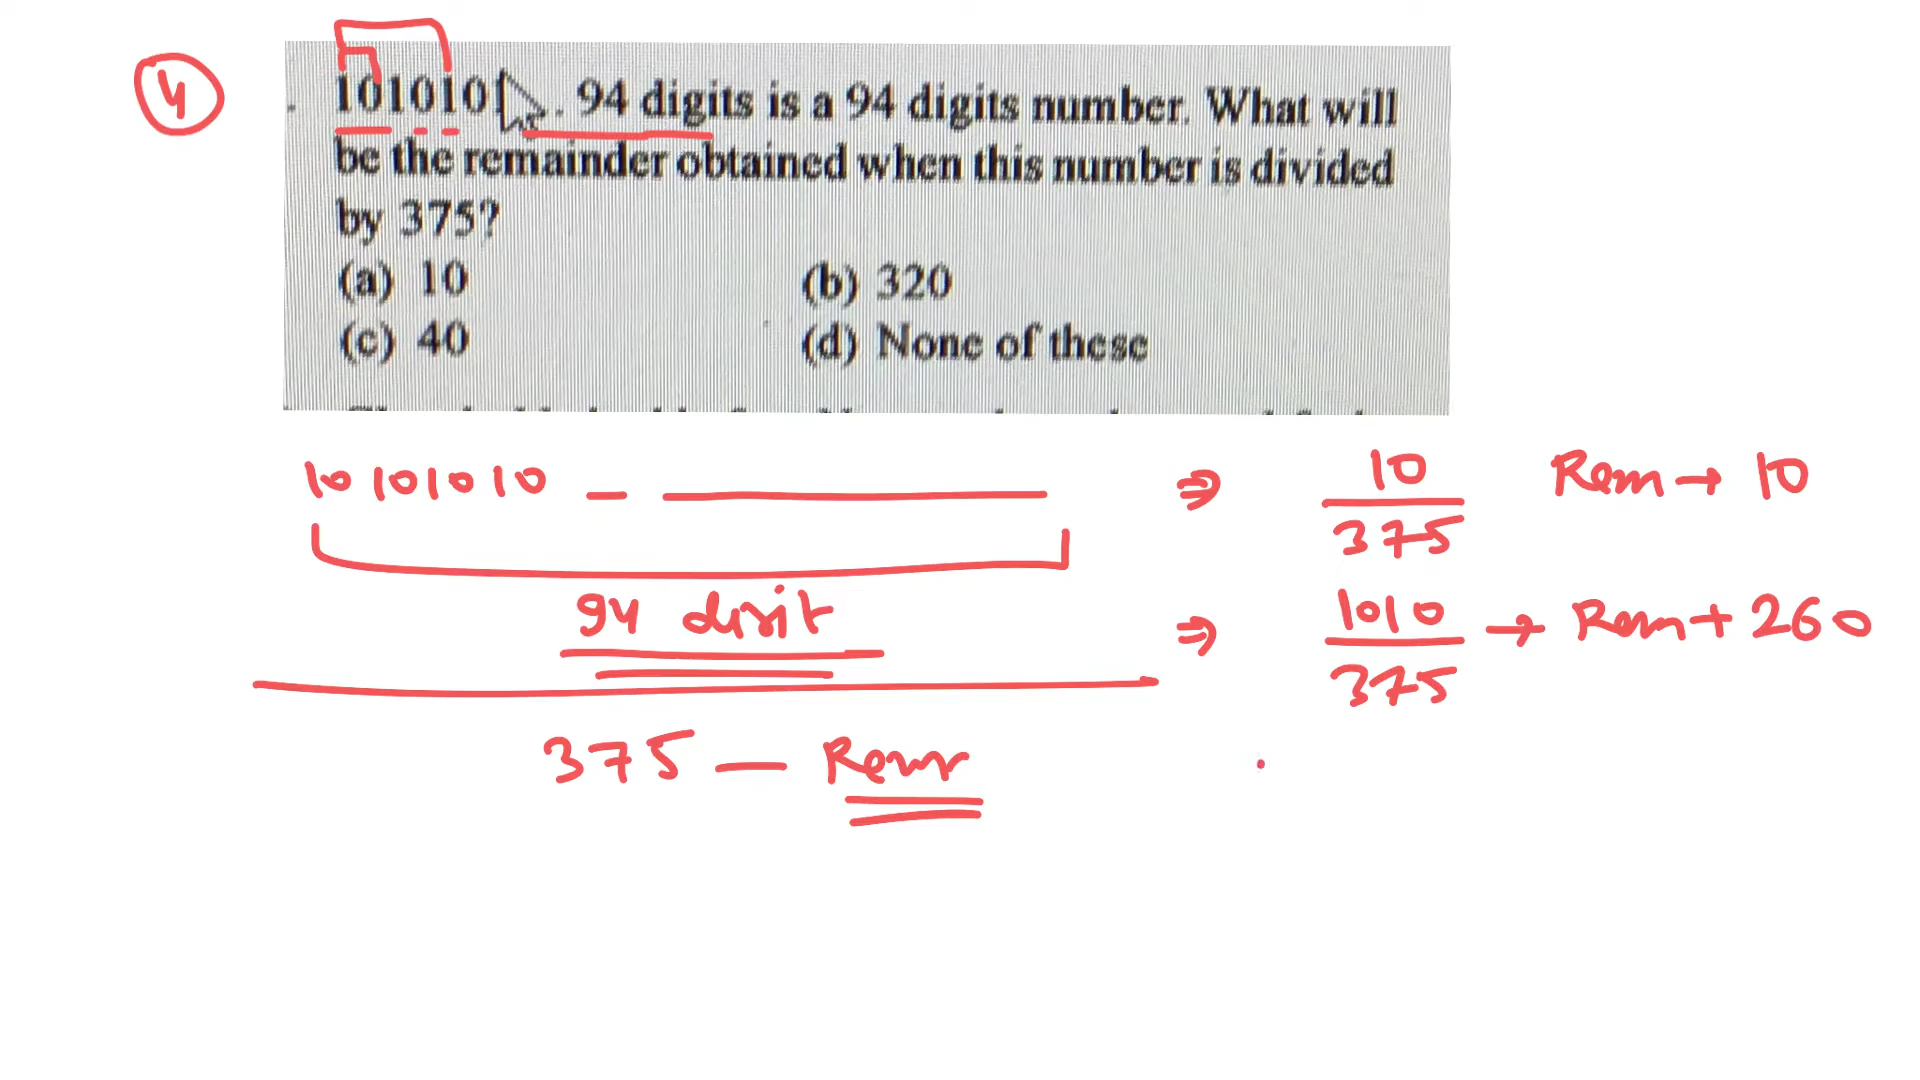 4
101010 . 94 digits is a 94 digits number. What will
be the remainder obtained when this number is divided
by 375?
(a) 10 (b) 320
(c) 40 (d) None of these
10101010 — ——— ⇒ 10/375 Rem → 10
94 digit ⇒ 1010/375 → Rem → 260
375 — Rem